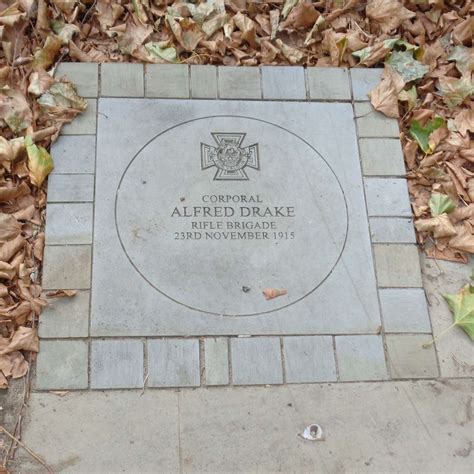 CORPORAL
ALFRED DRAKE
RIFLE BRIGADE
23RD NOVEMBER 1915